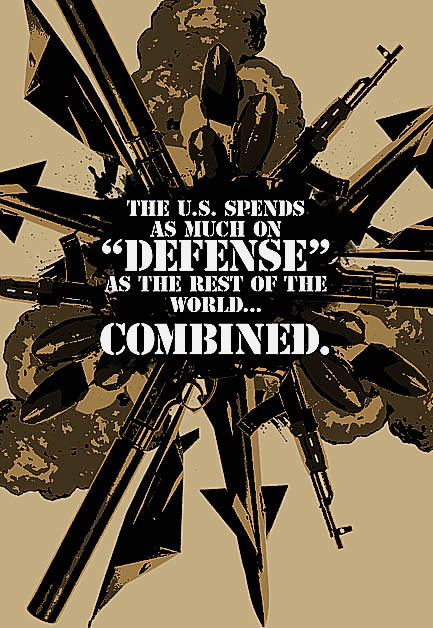 THE U.S. SPENDS
AS MUCH ON
“DEFENSE”
AS THE REST OF THE
WORLD...
COMBINED.